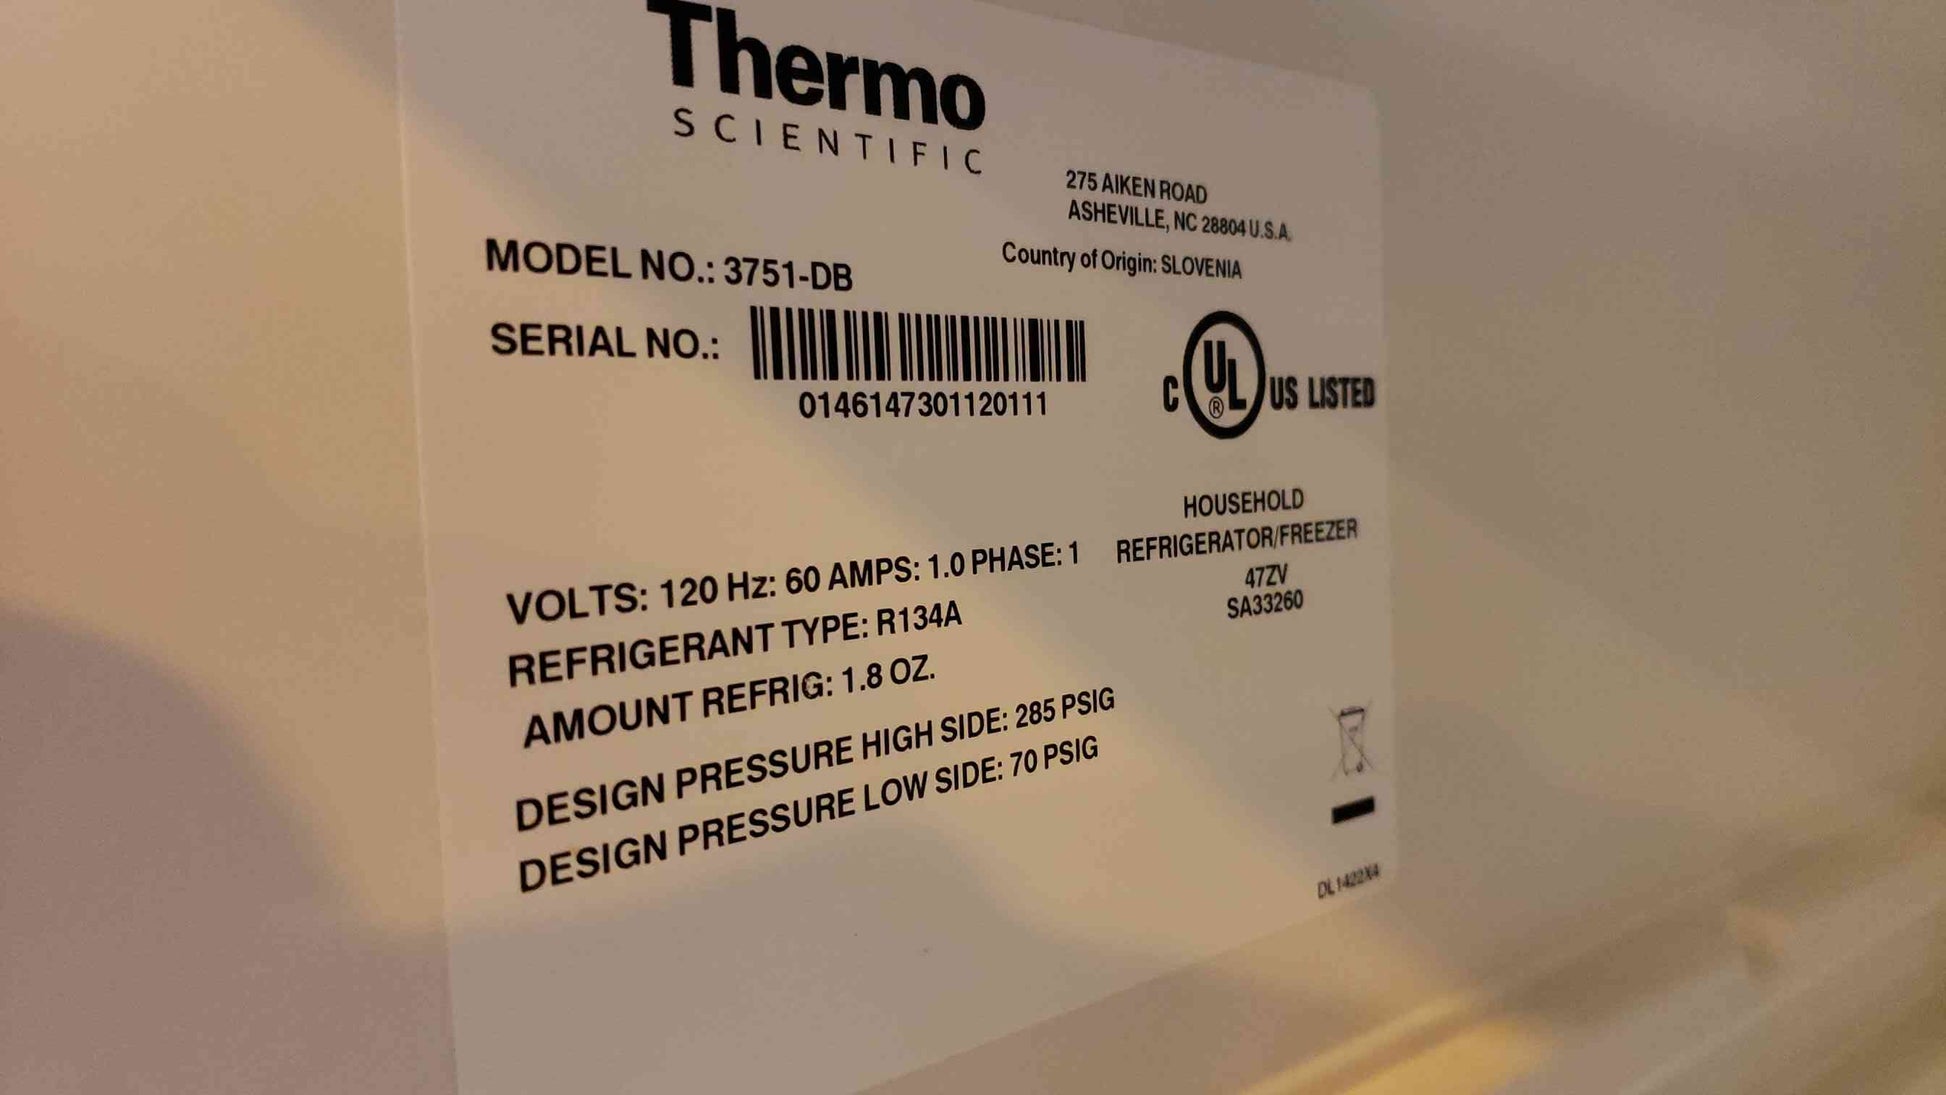 Thermo
SCIENTIFIC
275 AIKEN ROAD
ASHEVILLE, NC 28804 U.S.A.
Country of Origin: SLOVENIA
MODEL NO.: 3751-DB
SERIAL NO.:
0146147301120111
C UL® US LISTED
HOUSEHOLD
REFRIGERATOR/FREEZER
47ZV
SA33260
VOLTS: 120 Hz: 60 AMPS: 1.0 PHASE: 1
REFRIGERANT TYPE: R134A
AMOUNT REFRIG: 1.8 OZ.
DESIGN PRESSURE HIGH SIDE: 285 PSIG
DESIGN PRESSURE LOW SIDE: 70 PSIG
DL1422X4